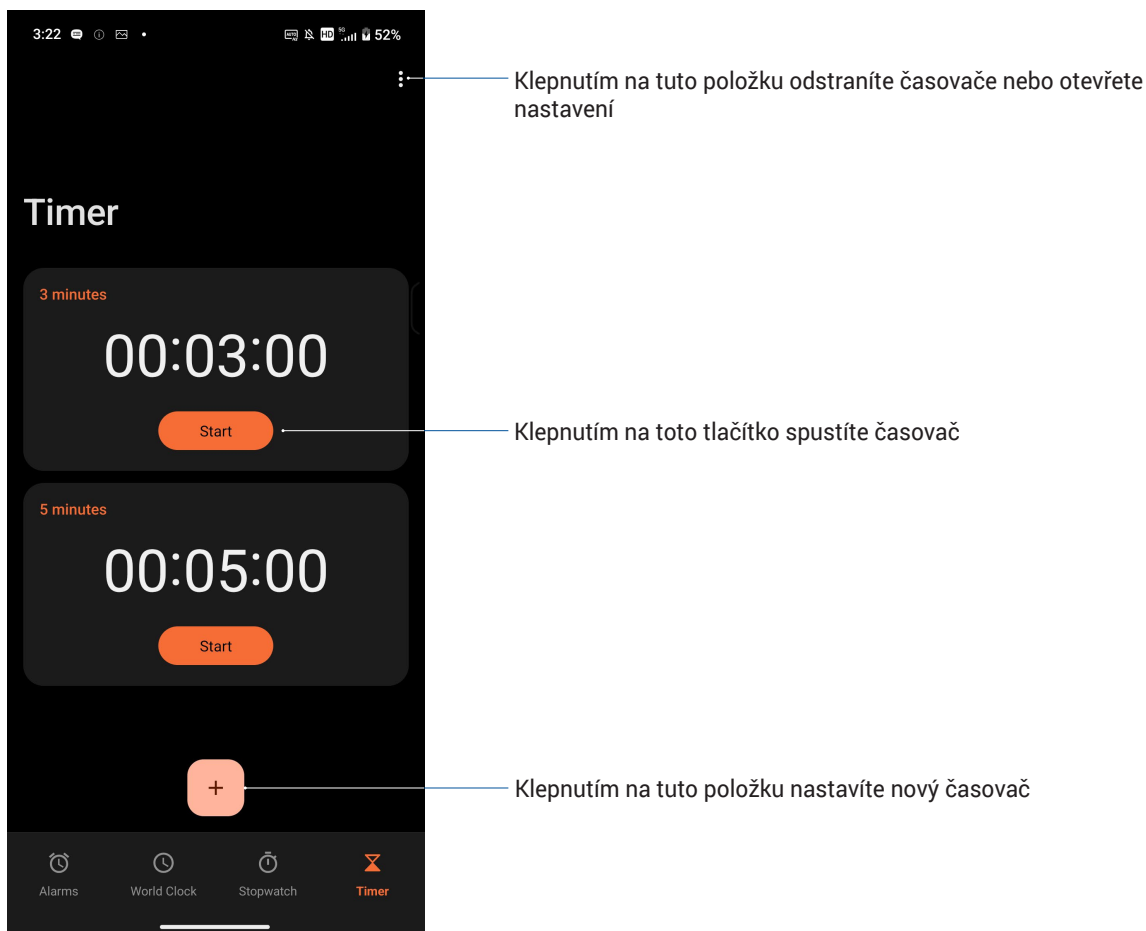 3:22
HD 5G 52%
Klepnutím na tuto položku odstraníte časovače nebo otevřete
nastavení
Timer
3 minutes
00:03:00
Start
Klepnutím na toto tlačítko spustíte časovač
5 minutes
00:05:00
Start
+
Klepnutím na tuto položku nastavíte nový časovač
Alarms World Clock Stopwatch Timer